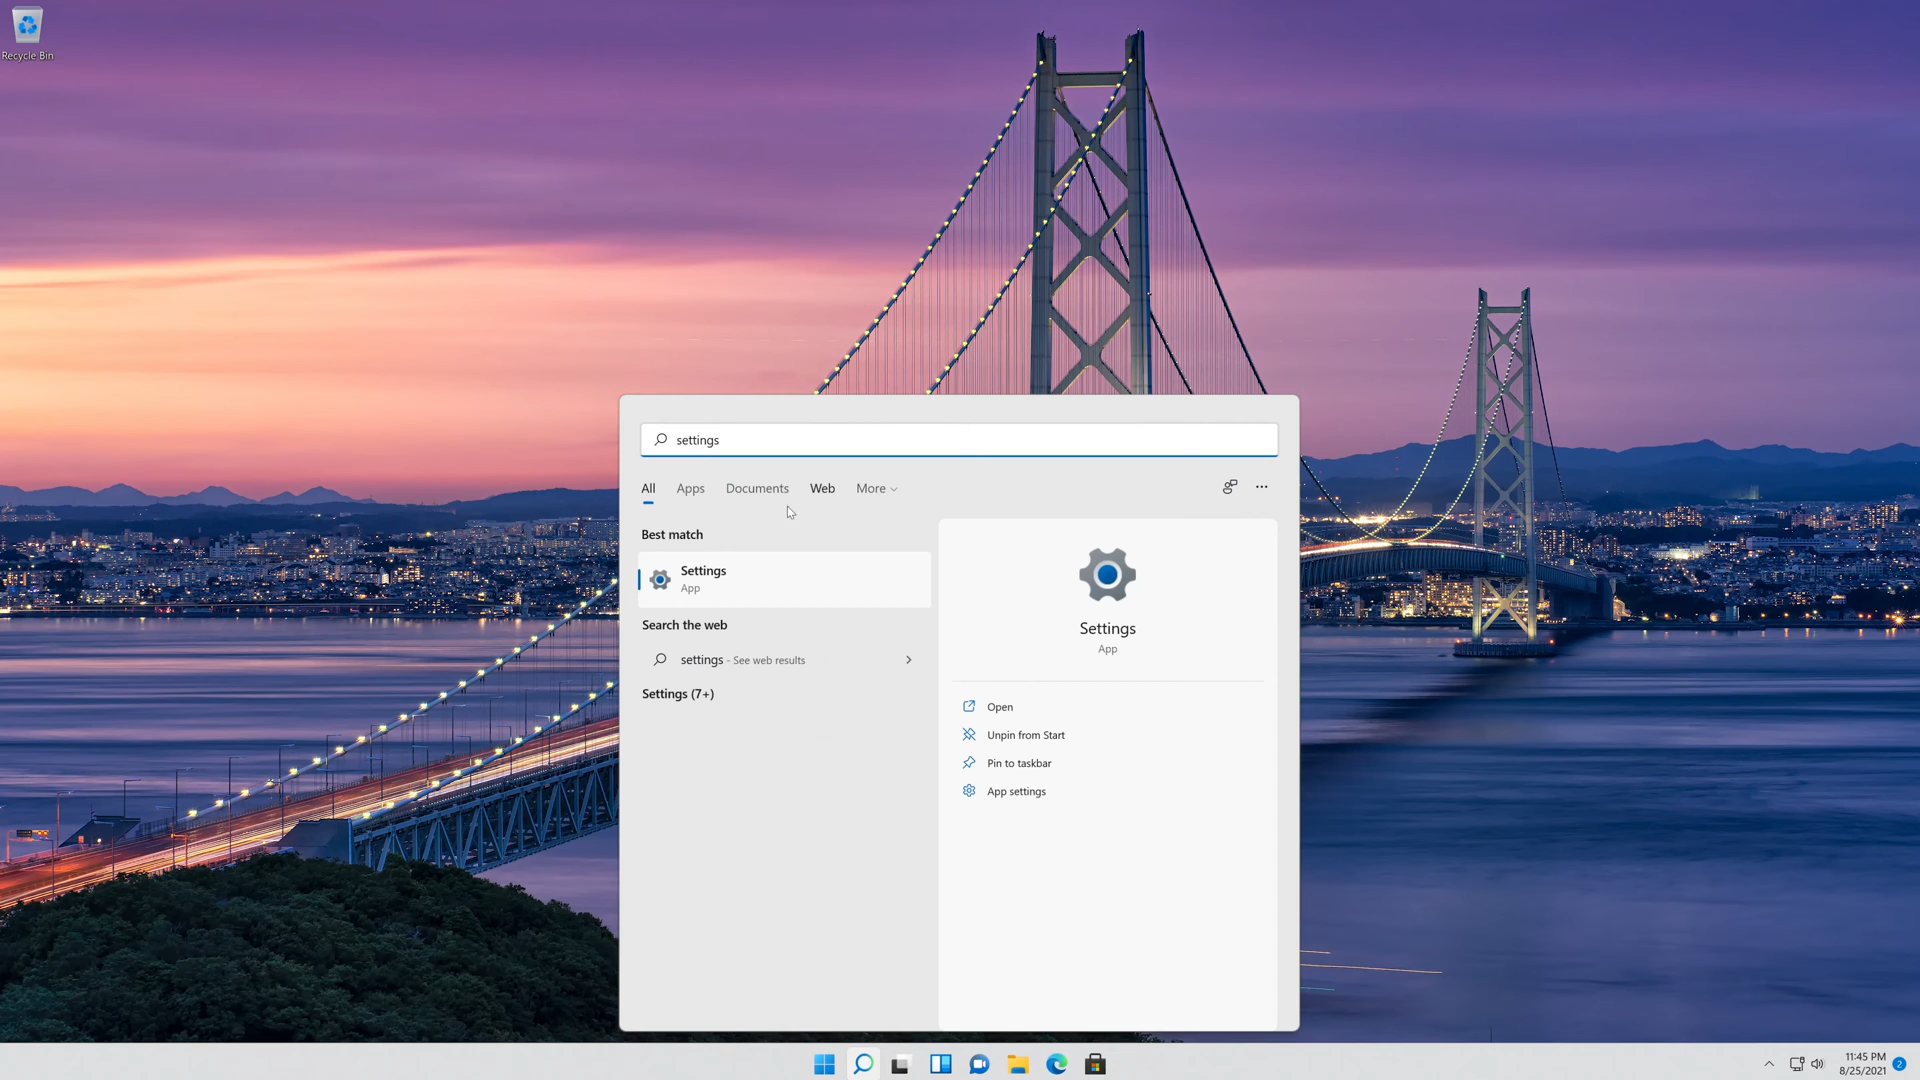 Recycle Bin
settings
All Apps Documents Web More
Best match
Settings
App
Search the web
settings - See web results
Settings (7+)
Settings
App
Open
Unpin from Start
Pin to taskbar
App settings
11:45 PM
8/25/2021
2